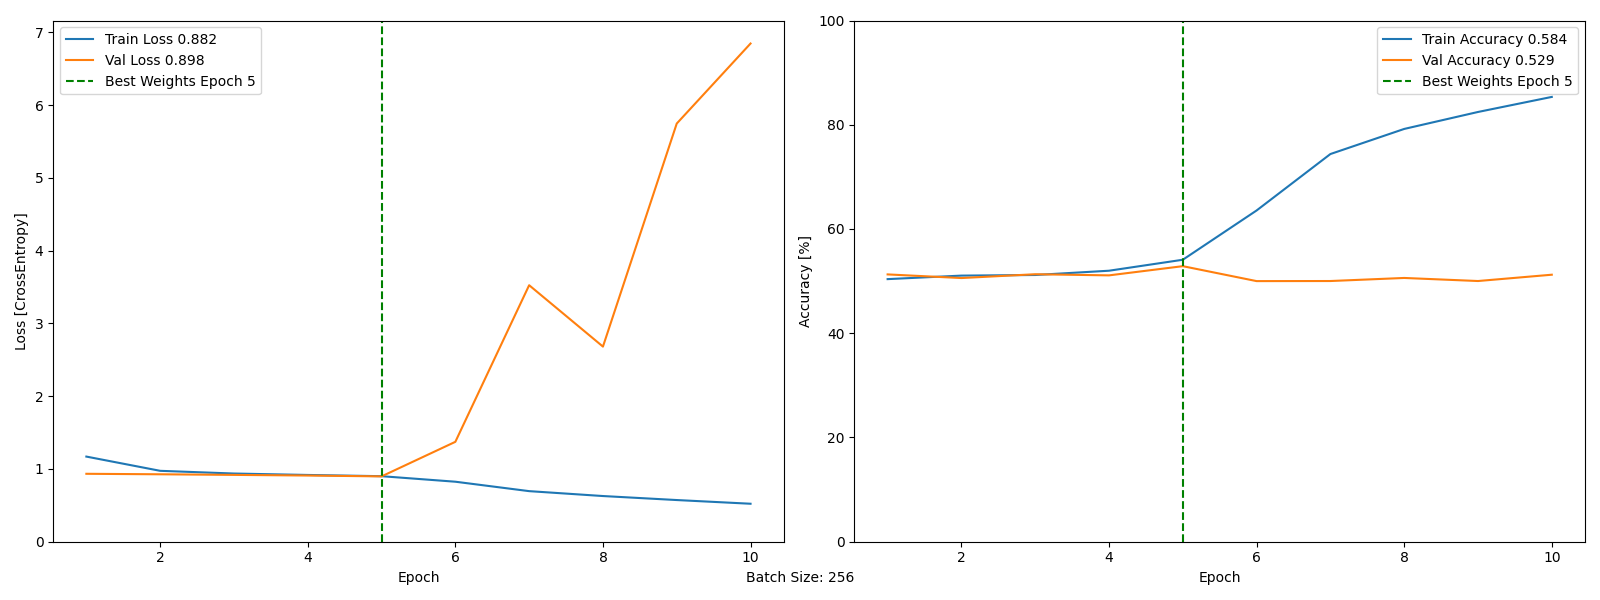 Train Loss 0.882
Val Loss 0.898
Best Weights Epoch 5
7
6
5
4
3
2
1
0
Loss [CrossEntropy]
2 4 6 8 10
Epoch
Train Accuracy 0.584
Val Accuracy 0.529
Best Weights Epoch 5
100
80
60
40
20
0
Accuracy [%]
2 4 6 8 10
Epoch
Batch Size: 256